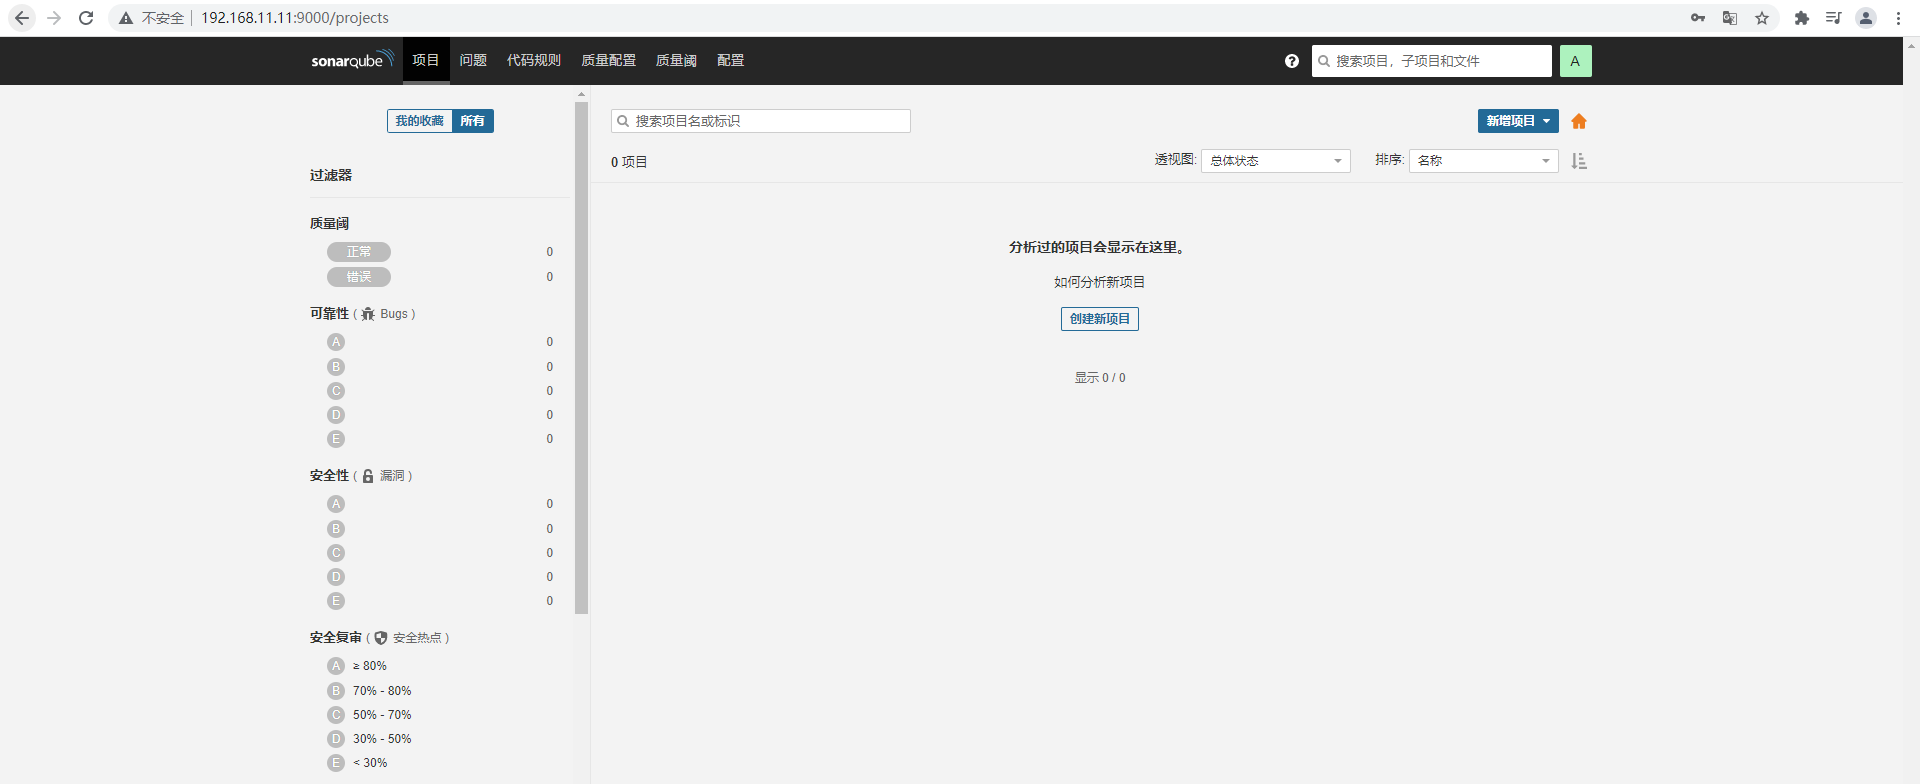 不安全 192.168.11.11:9000/projects
sonarqube 项目 问题 代码规则 质量配置 质量阈 配置 ? 搜索项目，子项目和文件 A
我的收藏 所有
过滤器
质量阈
正常 0
错误 0
可靠性 ( Bugs )
A 0
B 0
C 0
D 0
E 0
安全性 ( 漏洞 )
A 0
B 0
C 0
D 0
E 0
安全复审 ( 安全热点 )
A ≥ 80%
B 70% - 80%
C 50% - 70%
D 30% - 50%
E < 30%
搜索项目名或标识 新增项目
0 项目 透视图: 总体状态 排序: 名称
分析过的项目会显示在这里。
如何分析新项目
创建新项目
显示 0 / 0